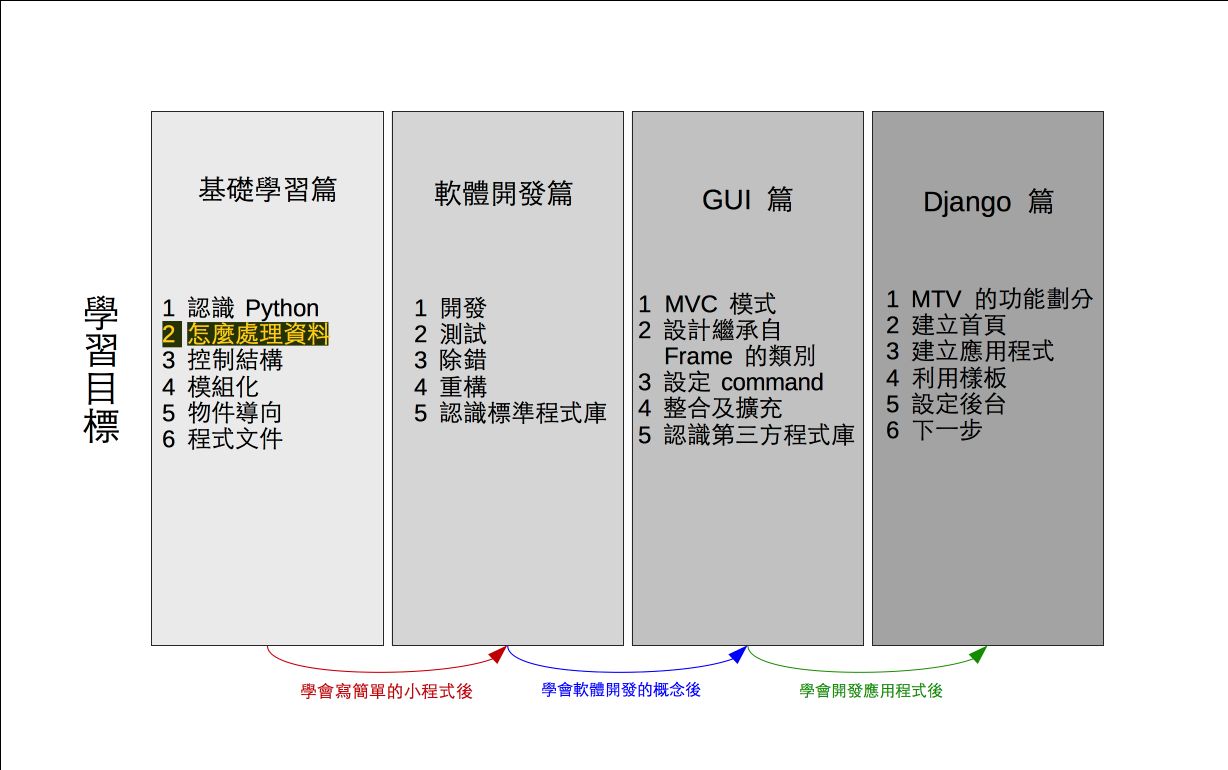 學習目標
基礎學習篇
1 認識 Python
2 怎麼處理資料
3 控制結構
4 模組化
5 物件導向
6 程式文件
軟體開發篇
1 開發
2 測試
3 除錯
4 重構
5 認識標準程式庫
GUI 篇
1 MVC 模式
2 設計繼承自
Frame 的類別
3 設定 command
4 整合及擴充
5 認識第三方程式庫
Django 篇
1 MTV 的功能劃分
2 建立首頁
3 建立應用程式
4 利用樣板
5 設定後台
6 下一步
學會寫簡單的小程式後
學會軟體開發的概念後
學會開發應用程式後